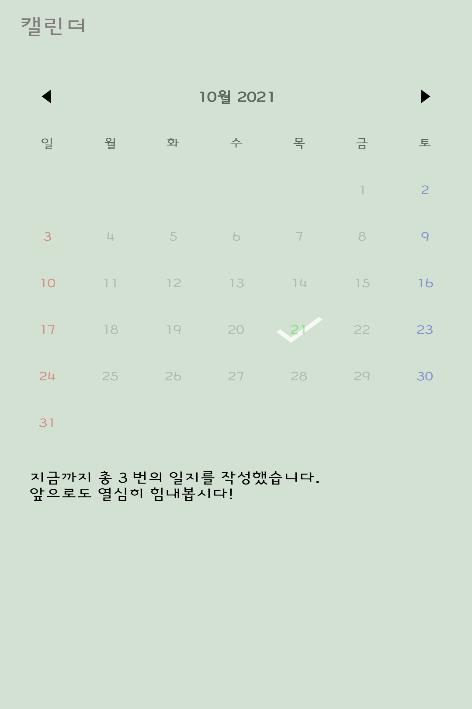 캘린더
10월 2021
일 월 화 수 목 금 토
1 2
3 4 5 6 7 8 9
10 11 12 13 14 15 16
17 18 19 20 21 22 23
24 25 26 27 28 29 30
31
지금까지 총 3 번의 일지를 작성했습니다.
앞으로도 열심히 힘내봅시다!